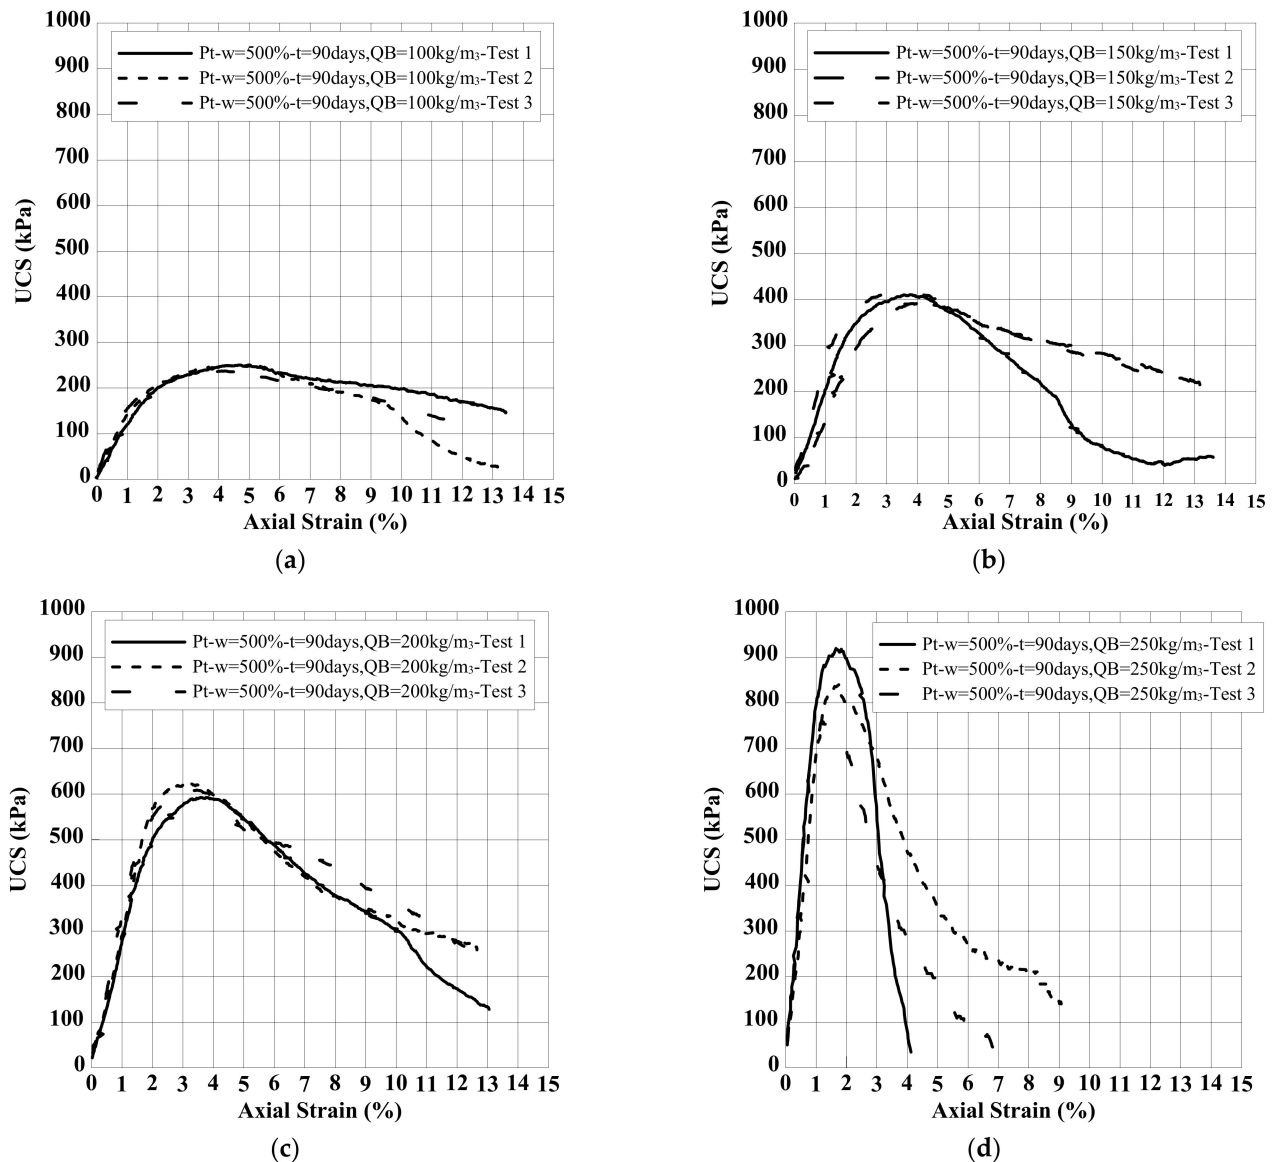 1000
900
800
700
600
500
400
300
200
100
0
UCS (kPa)
Pt-w=500%-t=90days,QB=100kg/m3-Test 1
Pt-w=500%-t=90days,QB=100kg/m3-Test 2
Pt-w=500%-t=90days,QB=100kg/m3-Test 3
0 1 2 3 4 5 6 7 8 9 10 11 12 13 14 15
Axial Strain (%)
(a)
1000
900
800
700
600
500
400
300
200
100
0
UCS (kPa)
Pt-w=500%-t=90days,QB=150kg/m3-Test 1
Pt-w=500%-t=90days,QB=150kg/m3-Test 2
Pt-w=500%-t=90days,QB=150kg/m3-Test 3
0 1 2 3 4 5 6 7 8 9 10 11 12 13 14 15
Axial Strain (%)
(b)
1000
900
800
700
600
500
400
300
200
100
0
UCS (kPa)
Pt-w=500%-t=90days,QB=200kg/m3-Test 1
Pt-w=500%-t=90days,QB=200kg/m3-Test 2
Pt-w=500%-t=90days,QB=200kg/m3-Test 3
0 1 2 3 4 5 6 7 8 9 10 11 12 13 14 15
Axial Strain (%)
(c)
1000
900
800
700
600
500
400
300
200
100
0
UCS (kPa)
Pt-w=500%-t=90days,QB=250kg/m3-Test 1
Pt-w=500%-t=90days,QB=250kg/m3-Test 2
Pt-w=500%-t=90days,QB=250kg/m3-Test 3
0 1 2 3 4 5 6 7 8 9 10 11 12 13 14 15
Axial Strain (%)
(d)